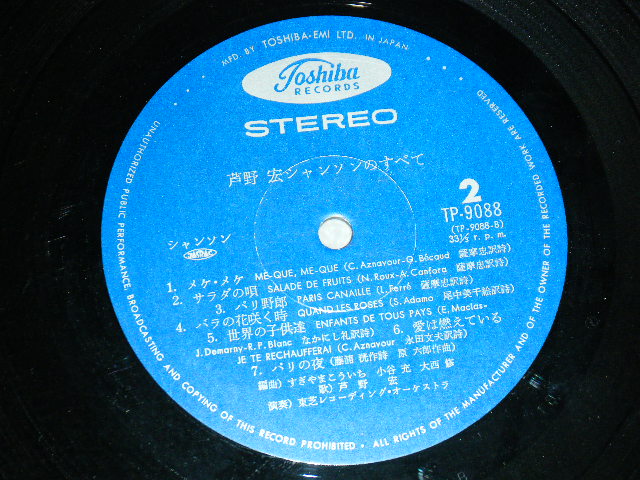 MFD. BY TOSHIBA-EMI LTD. IN JAPAN
Toshiba
RECORDS
STEREO
芦野 宏シャンソンのすべて
2
TP-9088
(TP-9088-B)
33⅓ r. p. m.
シャンソン
1. メケ・メケ ME-QUE, ME-QUE (C. Aznavour-G. Bécaud 薩摩忠訳詩)
2. サラダの唄 SALADE DE FRUITS (N. Roux-A. Canfora 薩摩忠訳詩)
3. パリ野郎 PARIS CANAILLE (L. Ferré 薩摩忠訳詩)
4. バラの花咲く時 QUAND LES ROSES (S. Adamo 尾中美千絵訳詩)
5. 世界の子供達 ENFANTS DE TOUS PAYS (E. Macias-
J. Demarny-R. P. Blanc なかにし礼訳詩) 6. 愛は燃えている
JE TE RECHAUFFERAI (C. Aznavour 永田文夫訳詩)
7. パリの夜 (藤浦 洸作詩 原 六郎作曲)
編曲) すぎやまこういち 小谷 充 大西 修
歌) 芦 野 宏
演奏) 東芝レコーディング・オーケストラ
UNAUTHORIZED PUBLIC PERFORMANCE, BROADCASTING AND COPYING OF THIS RECORD PROHIBITED • ALL RIGHTS OF THE MANUFACTURER AND OF THE OWNER OF THE RECORDED WORK ARE RESERVED